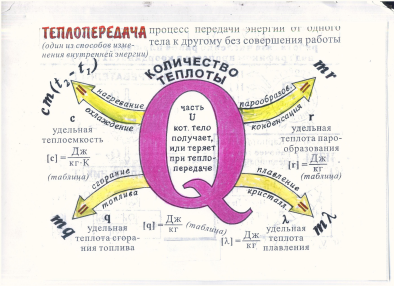 ТЕПЛОПЕРЕДАЧА процесс передачи энергии от одного
(один из способов изме-
нения внутренней энергии)
тела к другому без совершения работы
КОЛИЧЕСТВО
ТЕПЛОТЫ
cm(t₂-t₁)
mr
нагревание
охлаждение
парообразов.
конденсация
часть
U
кот. тело
получает,
или теряет
при тепло-
передаче
c
удельная
теплоемкость
[c]=Дж
кг·К
(таблица)
r
удельная
теплота паро-
образования
[r]=Дж
кг
(таблица)
сгорание
топлива
плавление
кристалл.
mq
mλ
q
удельная
теплота сгора-
ния топлива
[q]=Дж
кг
(таблица)
λ
удельная
теплота
плавления
[λ]=Дж
кг
Q